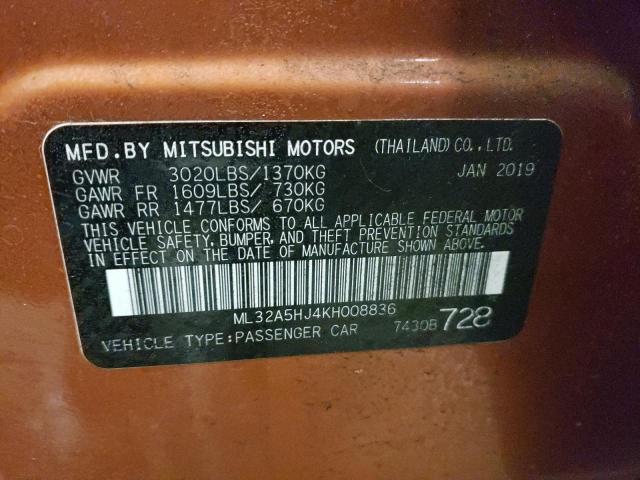 MFD.BY MITSUBISHI MOTORS (THAILAND)CO.,LTD.
GVWR 3020LBS/1370KG JAN 2019
GAWR FR 1609LBS/ 730KG
GAWR RR 1477LBS/ 670KG
THIS VEHICLE CONFORMS TO ALL APPLICABLE FEDERAL MOTOR
VEHICLE SAFETY, BUMPER, AND THEFT PREVENTION STANDARDS
IN EFFECT ON THE DATE OF MANUFACTURE SHOWN ABOVE.
ML32A5HJ4KH008836
VEHICLE TYPE:PASSENGER CAR 7430B 728